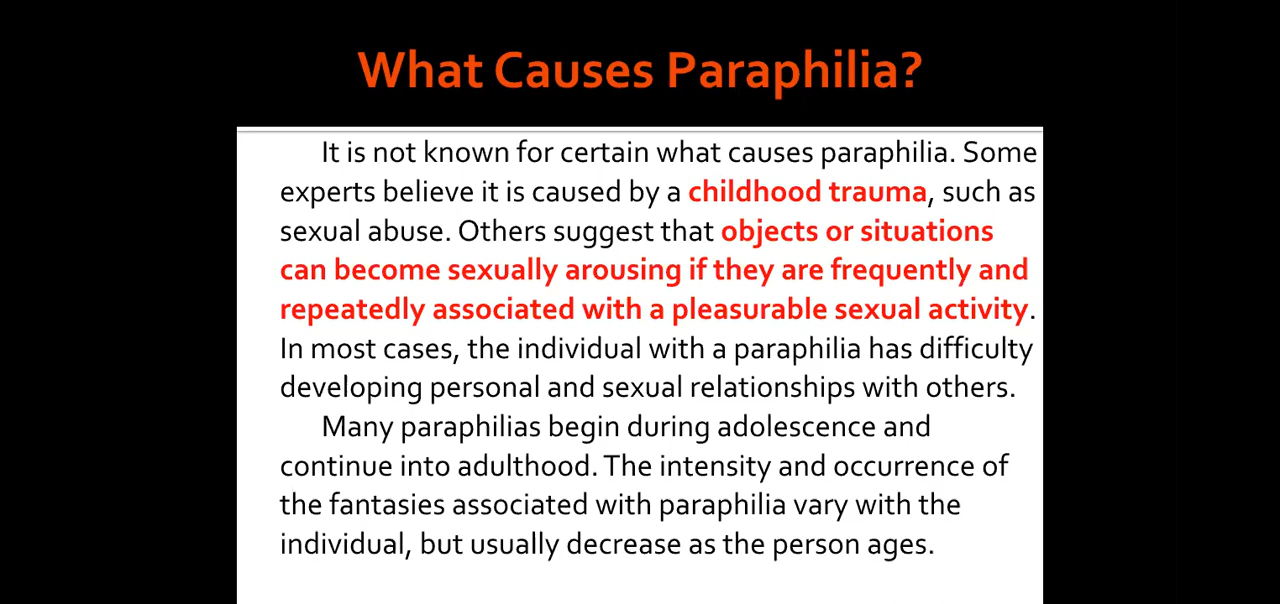 What Causes Paraphilia?
It is not known for certain what causes paraphilia. Some
experts believe it is caused by a childhood trauma, such as
sexual abuse. Others suggest that objects or situations
can become sexually arousing if they are frequently and
repeatedly associated with a pleasurable sexual activity.
In most cases, the individual with a paraphilia has difficulty
developing personal and sexual relationships with others.
Many paraphilias begin during adolescence and
continue into adulthood. The intensity and occurrence of
the fantasies associated with paraphilia vary with the
individual, but usually decrease as the person ages.